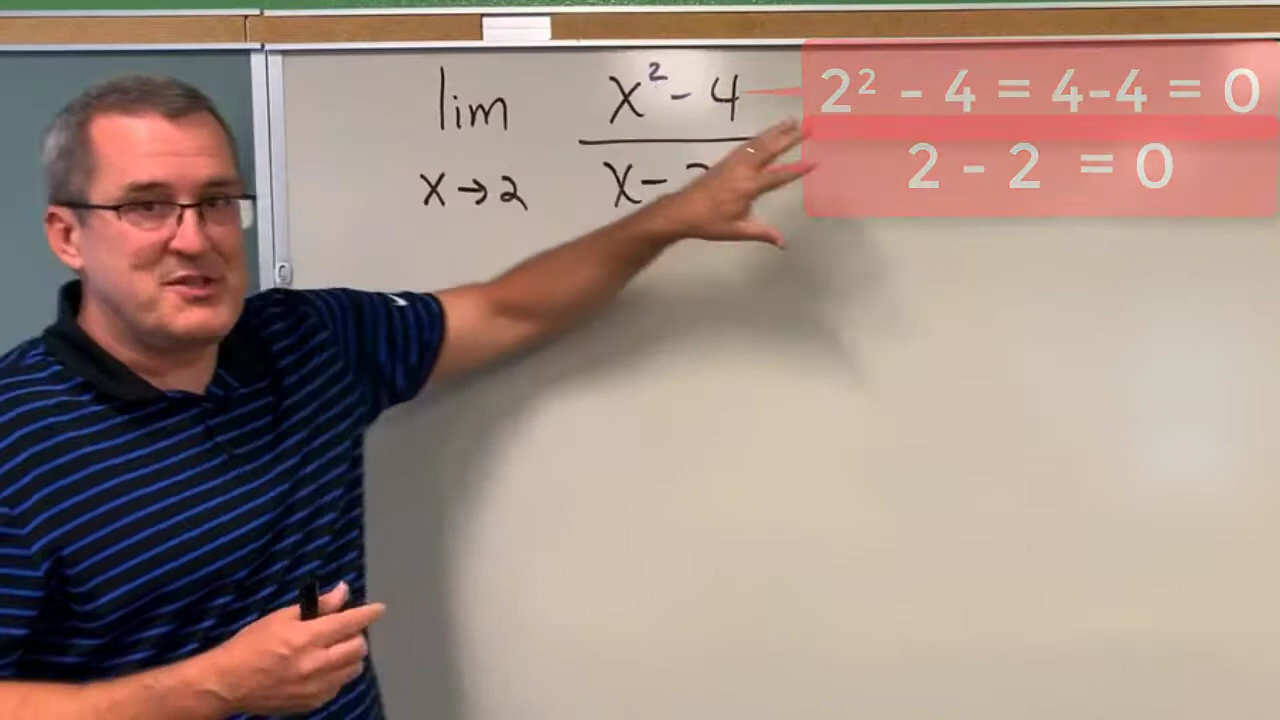 lim x² - 4
x → 2 x -
2² - 4 = 4-4 = 0
2 - 2 = 0